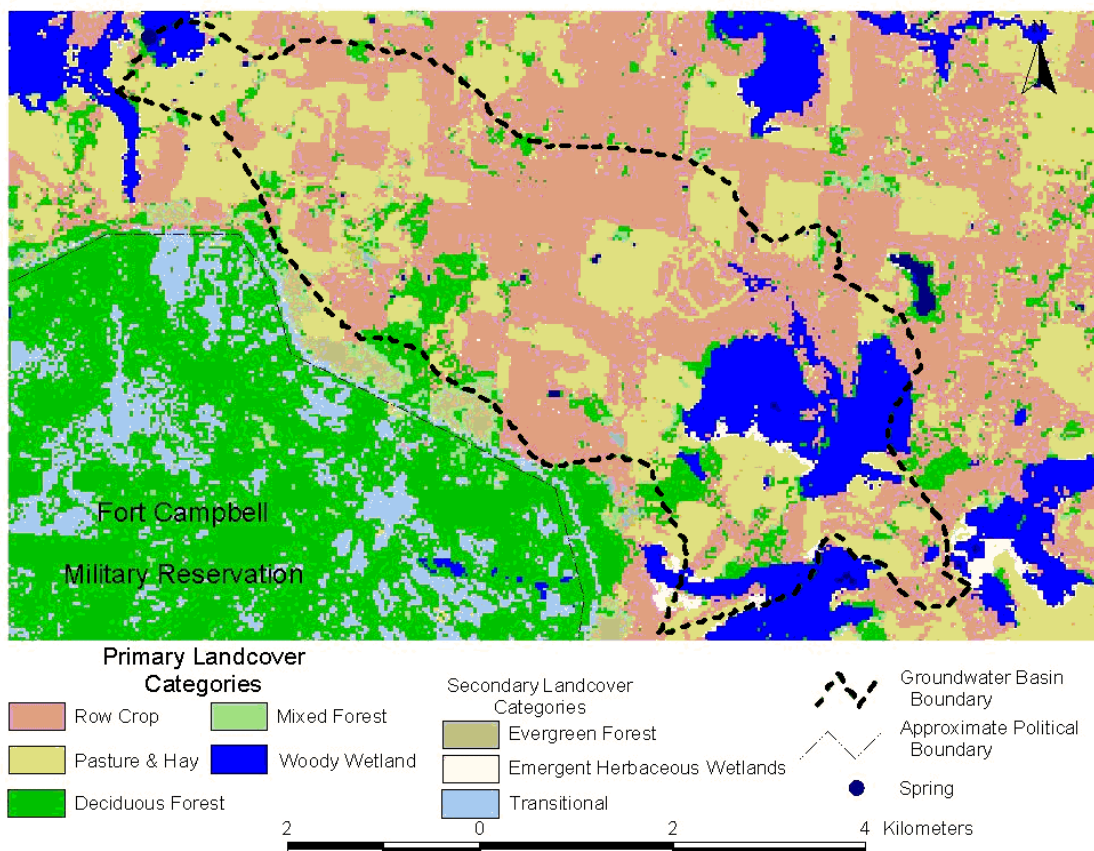 Fort Campbell
Military Reservation
Primary Landcover
Categories
Row Crop
Pasture & Hay
Deciduous Forest
Mixed Forest
Woody Wetland
Secondary Landcover
Categories
Evergreen Forest
Emergent Herbaceous Wetlands
Transitional
Groundwater Basin
Boundary
Approximate Political
Boundary
Spring
2 0 2 4 Kilometers